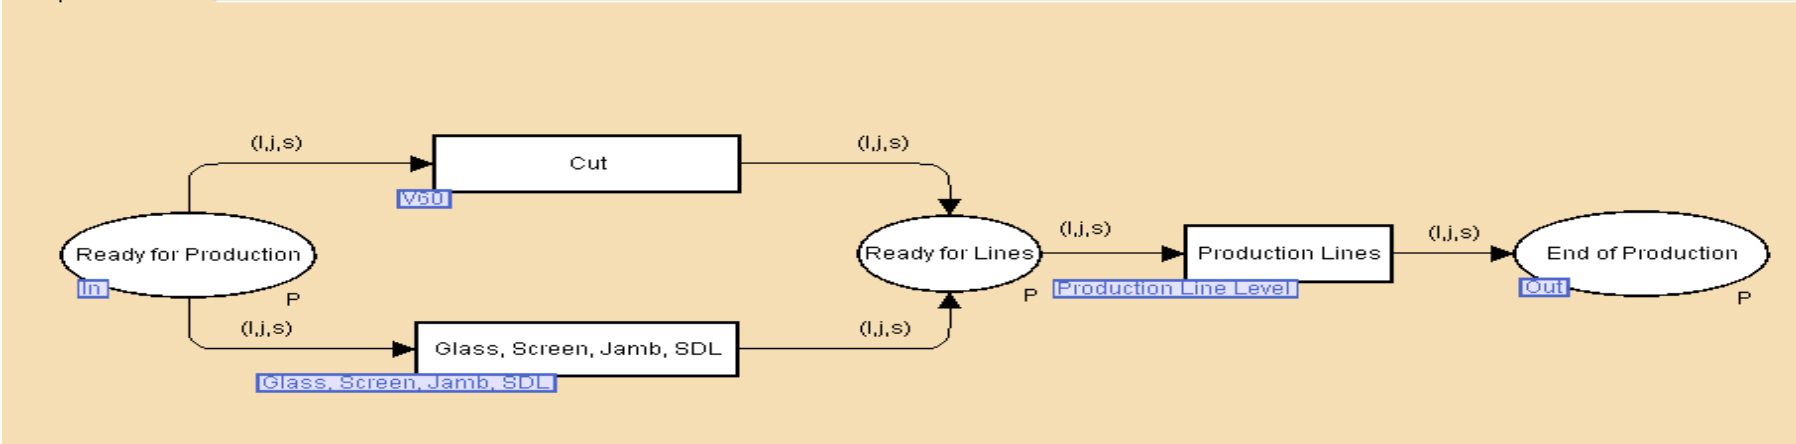 (l,j,s)
(l,j,s)
Cut
V60
(l,j,s)
(l,j,s)
Ready for Production
Ready for Lines
Production Lines
End of Production
In
P
P
Production Line Level
Out
P
(l,j,s)
(l,j,s)
Glass, Screen, Jamb, SDL
Glass, Screen, Jamb, SDL